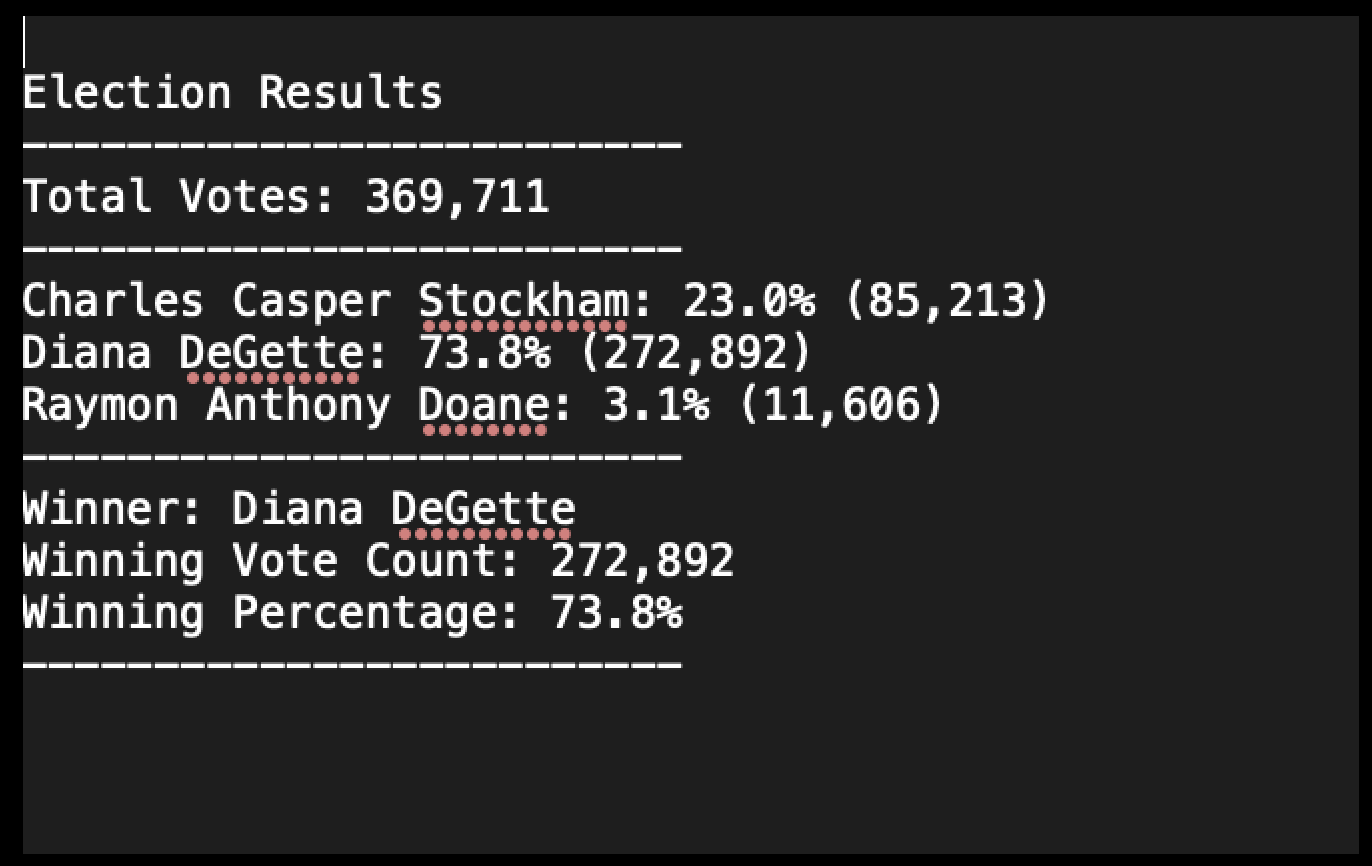 Election Results
-------------------------
Total Votes: 369,711
-------------------------
Charles Casper Stockham: 23.0% (85,213)
Diana DeGette: 73.8% (272,892)
Raymon Anthony Doane: 3.1% (11,606)
-------------------------
Winner: Diana DeGette
Winning Vote Count: 272,892
Winning Percentage: 73.8%
-------------------------